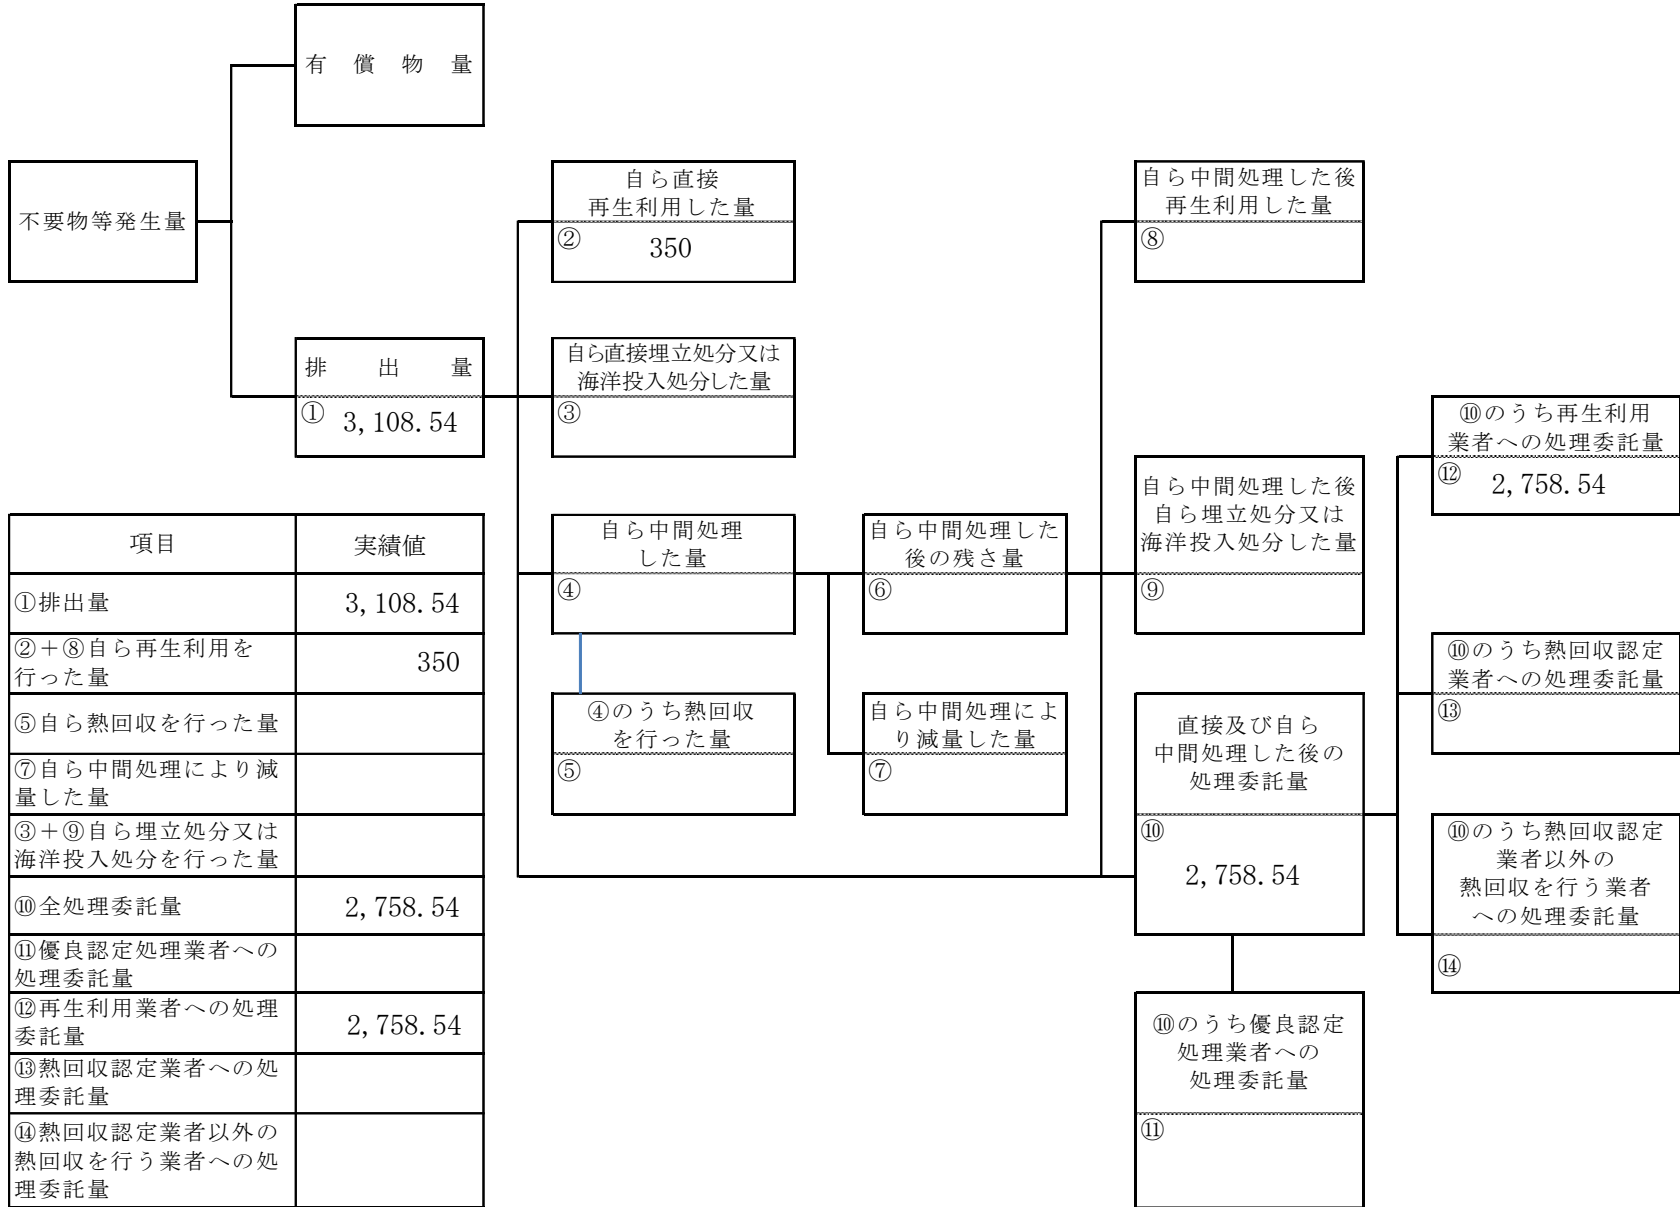 有償物量
不要物等発生量
自ら直接
再生利用した量
②
350
自ら中間処理した後
再生利用した量
⑧
排出量
① 3,108.54
自ら直接埋立処分又は
海洋投入処分した量
③
⑩のうち再生利用
業者への処理委託量
⑫ 2,758.54
自ら中間処理した後
自ら埋立処分又は
海洋投入処分した量
⑨
自ら中間処理
した量
④
自ら中間処理した
後の残さ量
⑥
⑩のうち熱回収認定
業者への処理委託量
⑬
④のうち熱回収
を行った量
⑤
自ら中間処理によ
り減量した量
⑦
直接及び自ら
中間処理した後の
処理委託量
⑩
2,758.54
⑩のうち熱回収認定
業者以外の
熱回収を行う業者
への処理委託量
⑭
⑩のうち優良認定
処理業者への
処理委託量
⑪
項目 実績値
①排出量 3,108.54
②+⑧自ら再生利用を
行った量
350
⑤自ら熱回収を行った量
⑦自ら中間処理により減
量した量
③+⑨自ら埋立処分又は
海洋投入処分を行った量
⑩全処理委託量 2,758.54
⑪優良認定処理業者への
処理委託量
⑫再生利用業者への処理
委託量
2,758.54
⑬熱回収認定業者への処
理委託量
⑭熱回収認定業者以外の
熱回収を行う業者への処
理委託量